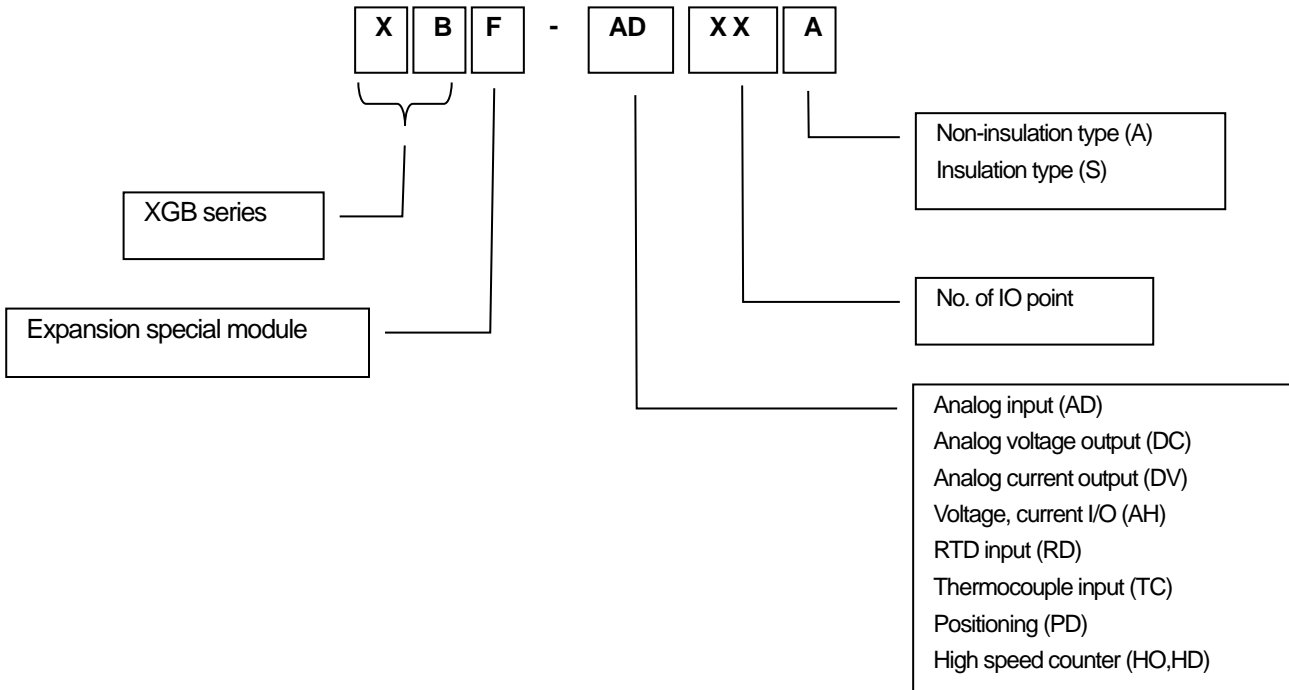 X B F - AD X X A
Non-insulation type (A)
Insulation type (S)
XGB series
No. of IO point
Expansion special module
Analog input (AD)
Analog voltage output (DC)
Analog current output (DV)
Voltage, current I/O (AH)
RTD input (RD)
Thermocouple input (TC)
Positioning (PD)
High speed counter (HO,HD)